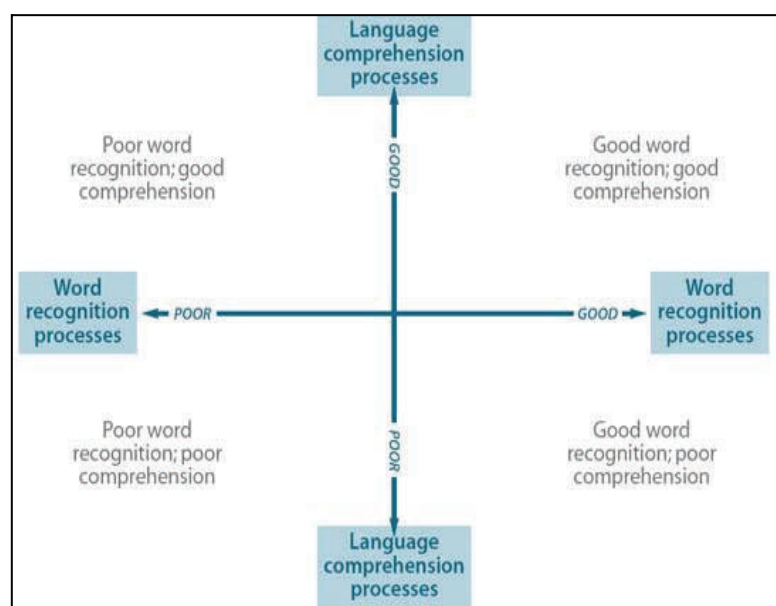 Language
comprehension
processes
GOOD
Poor word
recognition; good
comprehension
Good word
recognition; good
comprehension
Word
recognition
processes
POOR
GOOD
Word
recognition
processes
Poor word
recognition; poor
comprehension
POOR
Good word
recognition; poor
comprehension
Language
comprehension
processes